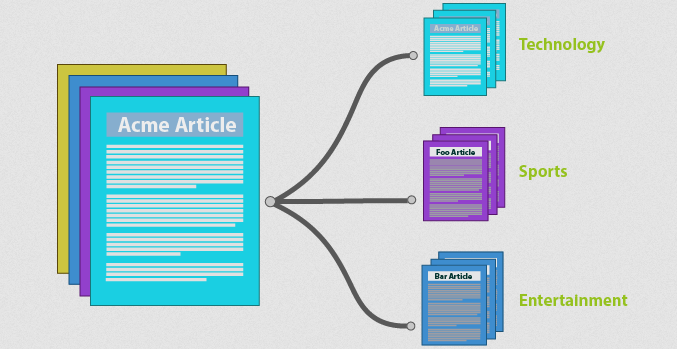 Acme Article
Acme Article
Technology
Foo Article
Sports
Bar Article
Entertainment